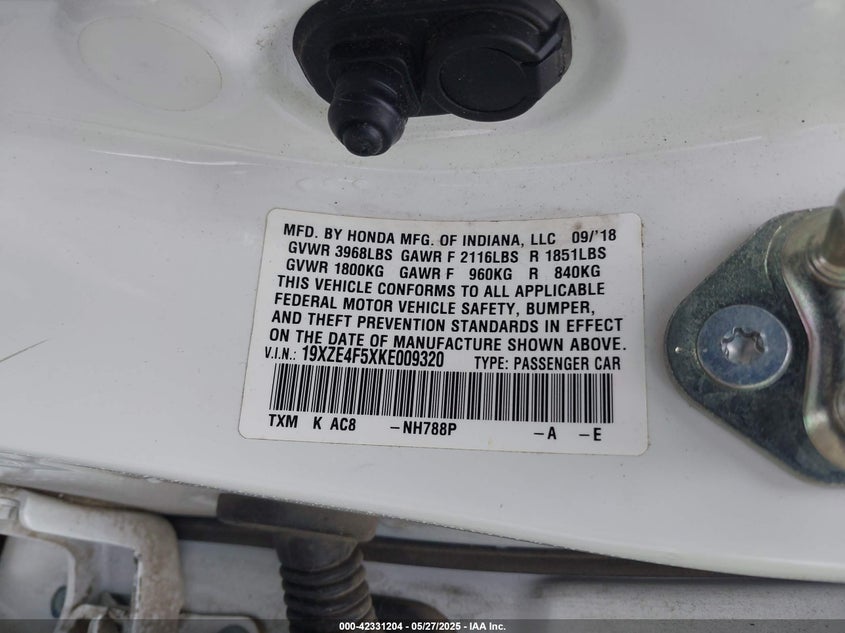 MFD. BY HONDA MFG. OF INDIANA, LLC 09/'18
GVWR 3968LBS GAWR F 2116LBS R 1851LBS
GVWR 1800KG GAWR F 960KG R 840KG
THIS VEHICLE CONFORMS TO ALL APPLICABLE
FEDERAL MOTOR VEHICLE SAFETY, BUMPER,
AND THEFT PREVENTION STANDARDS IN EFFECT
ON THE DATE OF MANUFACTURE SHOWN ABOVE.
V.I.N.: 19XZE4F5XKE009320 TYPE: PASSENGER CAR
TXM K AC8 –NH788P –A –E
000-42331204 / 05/27/2025 - IAA Inc.